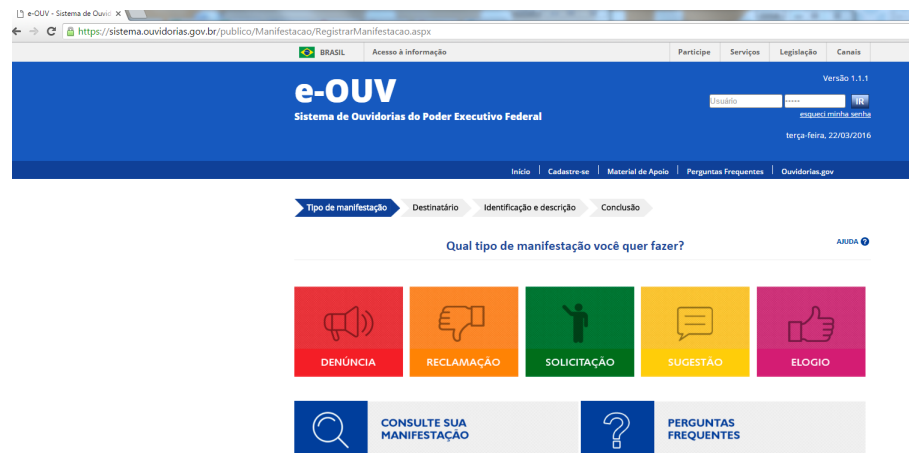 e-OUV - Sistema de Ouvid
https://sistema.ouvidorias.gov.br/publico/Manifestacao/RegistrarManifestacao.aspx
BRASIL Acesso à informação Participe Serviços Legislação Canais
Versão 1.1.1
e-OUV
Usuário ••••• IR
Sistema de Ouvidorias do Poder Executivo Federal
esqueci minha senha
terça-feira, 22/03/2016
Início Cadastre-se Material de Apoio Perguntas Frequentes Ouvidorias.gov
Tipo de manifestação Destinatário Identificação e descrição Conclusão
Qual tipo de manifestação você quer fazer? AJUDA ?
DENÚNCIA RECLAMAÇÃO SOLICITAÇÃO SUGESTÃO ELOGIO
CONSULTE SUA PERGUNTAS
MANIFESTAÇÃO FREQUENTES